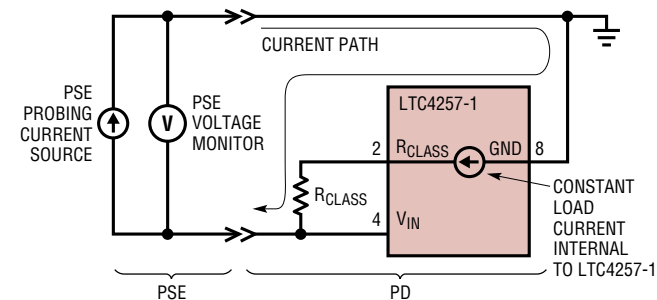 CURRENT PATH
PSE
PROBING
CURRENT
SOURCE
V
PSE
VOLTAGE
MONITOR
LTC4257-1
2
RCLASS
GND
8
RCLASS
4
VIN
CONSTANT
LOAD
CURRENT
INTERNAL
TO LTC4257-1
PSE
PD